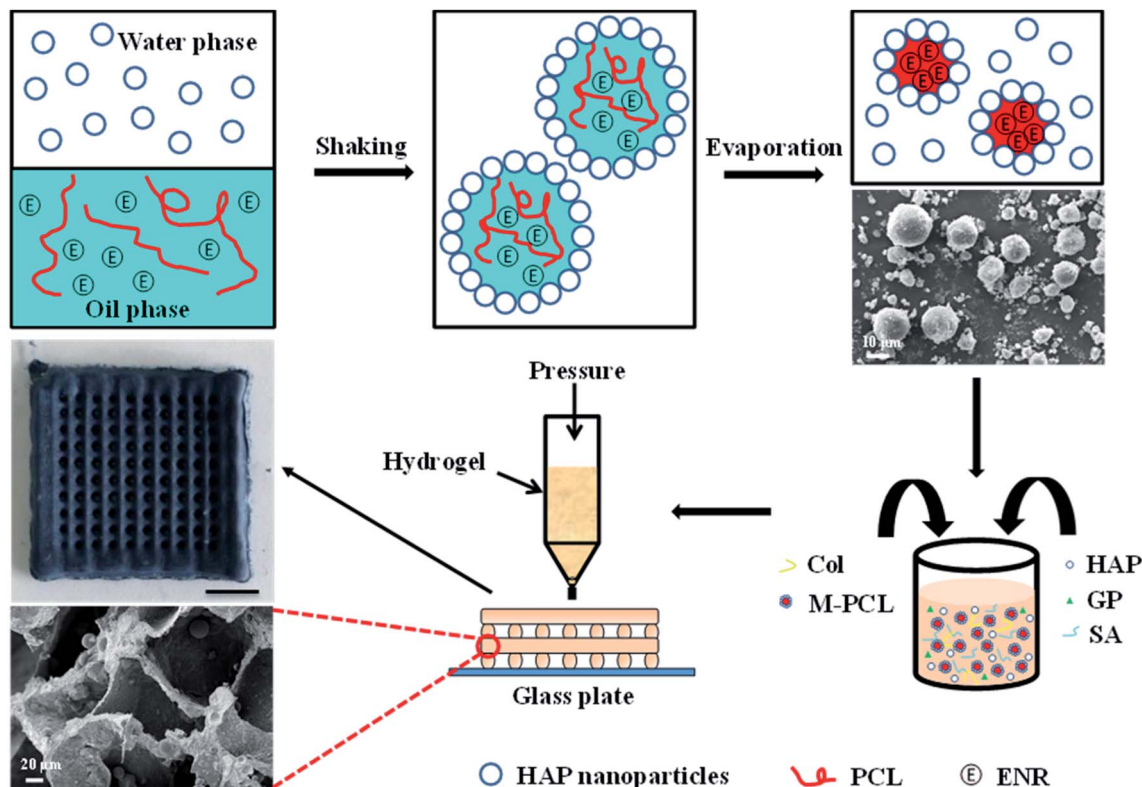 Water phase
E E E E E E E E
Oil phase
Shaking
E E E E
E E E E
Evaporation
E E E E
E E E E
10 μm
Pressure
Hydrogel
Glass plate
Col
M-PCL
HAP
GP
SA
20 μm
HAP nanoparticles
PCL
E ENR